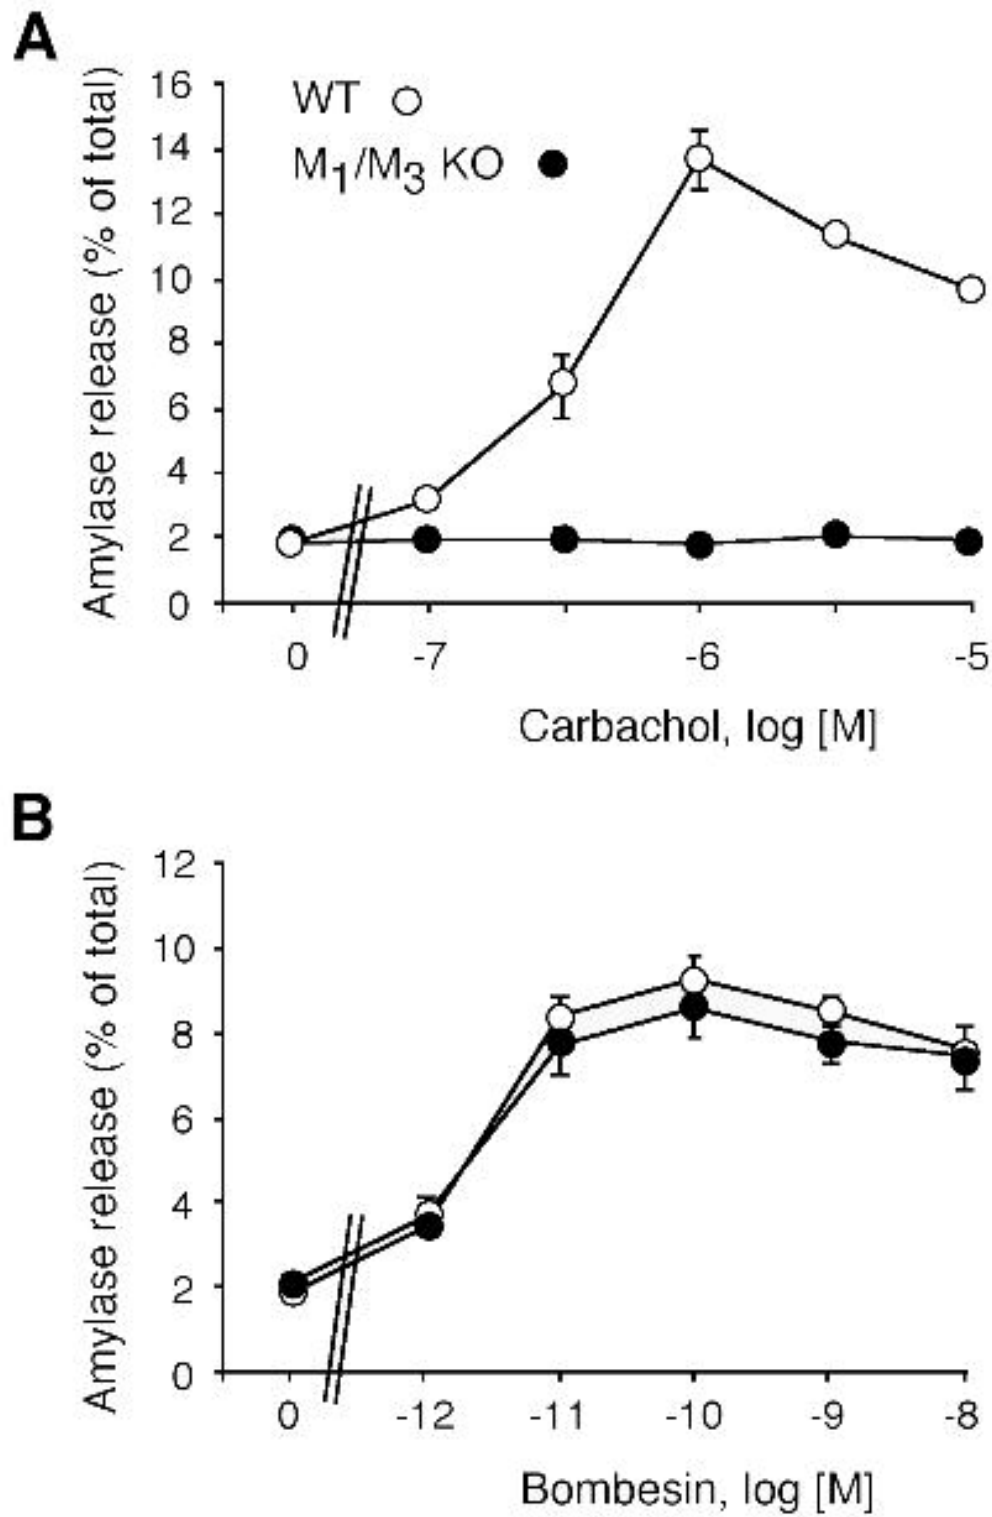 A
Amylase release (% of total)
16
14
12
10
8
6
4
2
0
WT
M1/M3 KO
0 -7 -6 -5
Carbachol, log [M]
B
Amylase release (% of total)
12
10
8
6
4
2
0
0 -12 -11 -10 -9 -8
Bombesin, log [M]